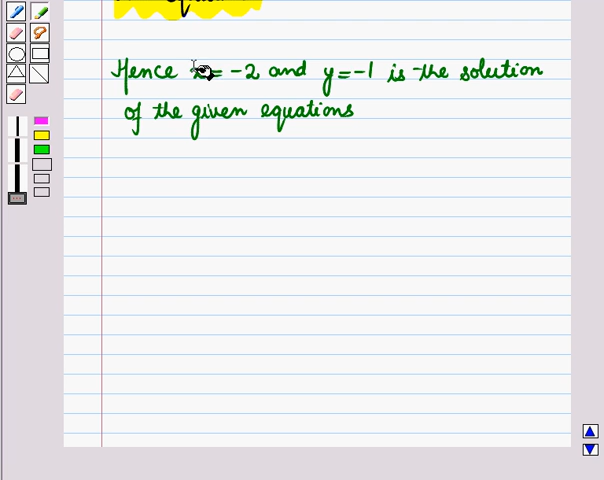 Hence x = -2 and y = -1 is the solution
of the given equations